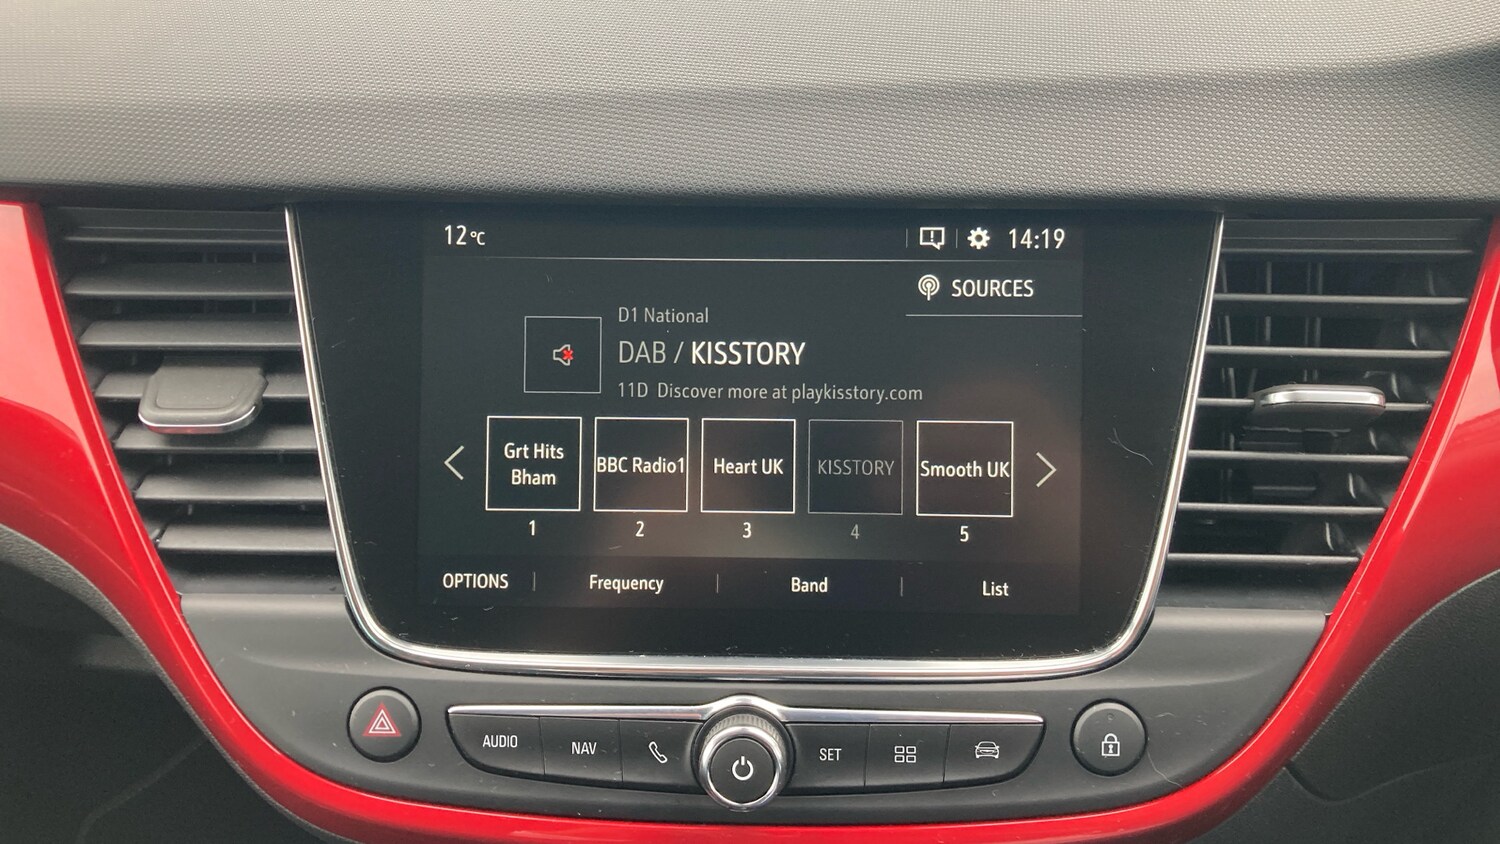 12°C
14:19
SOURCES
D1 National
DAB / KISSTORY
11D Discover more at playkisstory.com
Grt Hits
Bham
BBC Radio1
Heart UK
KISSTORY
Smooth UK
1 2 3 4 5
OPTIONS Frequency Band List
AUDIO NAV SET